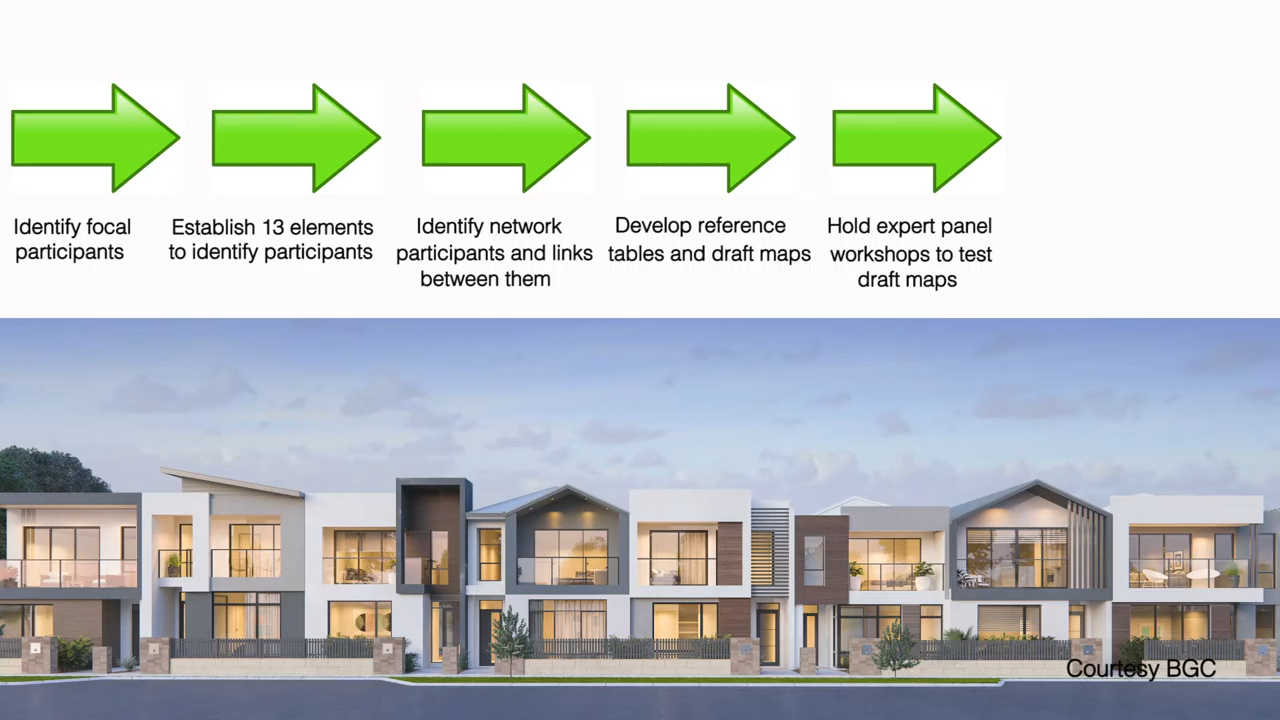 Identify focal
participants
Establish 13 elements
to identify participants
Identify network
participants and links
between them
Develop reference
tables and draft maps
Hold expert panel
workshops to test
draft maps
Courtesy BGC